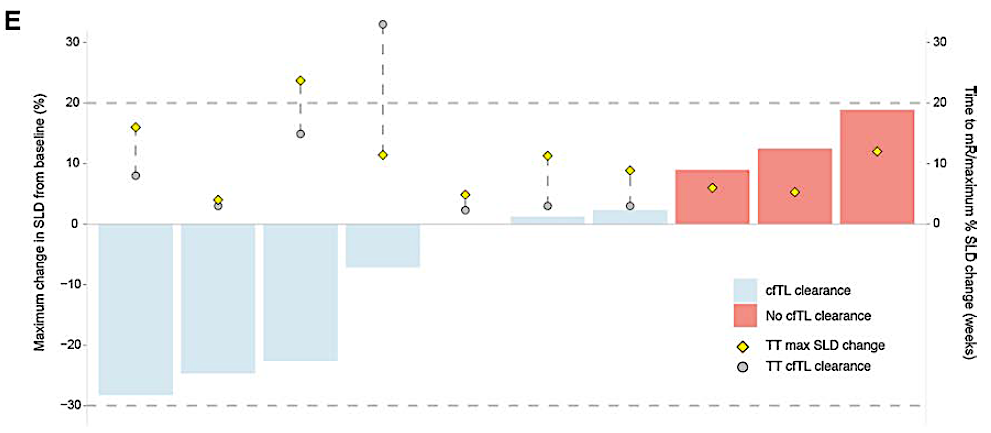 E
Maximum change in SLD from baseline (%)
30
20
10
0
−10
−20
−30
30
20
10
0
Time to mR/maximum % SLD change (weeks)
cfTL clearance
No cfTL clearance
TT max SLD change
TT cfTL clearance